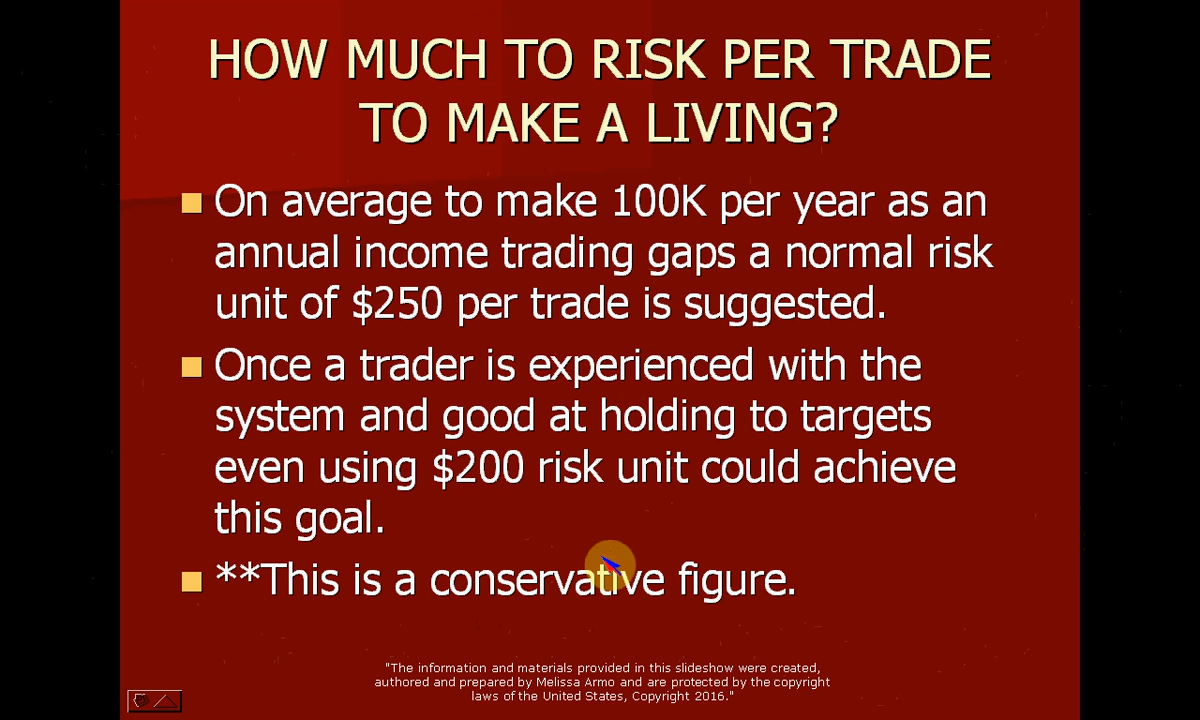 HOW MUCH TO RISK PER TRADE
TO MAKE A LIVING?
On average to make 100K per year as an
annual income trading gaps a normal risk
unit of $250 per trade is suggested.
Once a trader is experienced with the
system and good at holding to targets
even using $200 risk unit could achieve
this goal.
**This is a conservative figure.
"The information and materials provided in this slideshow were created,
authored and prepared by Melissa Armo and are protected by the copyright
laws of the United States, Copyright 2016."